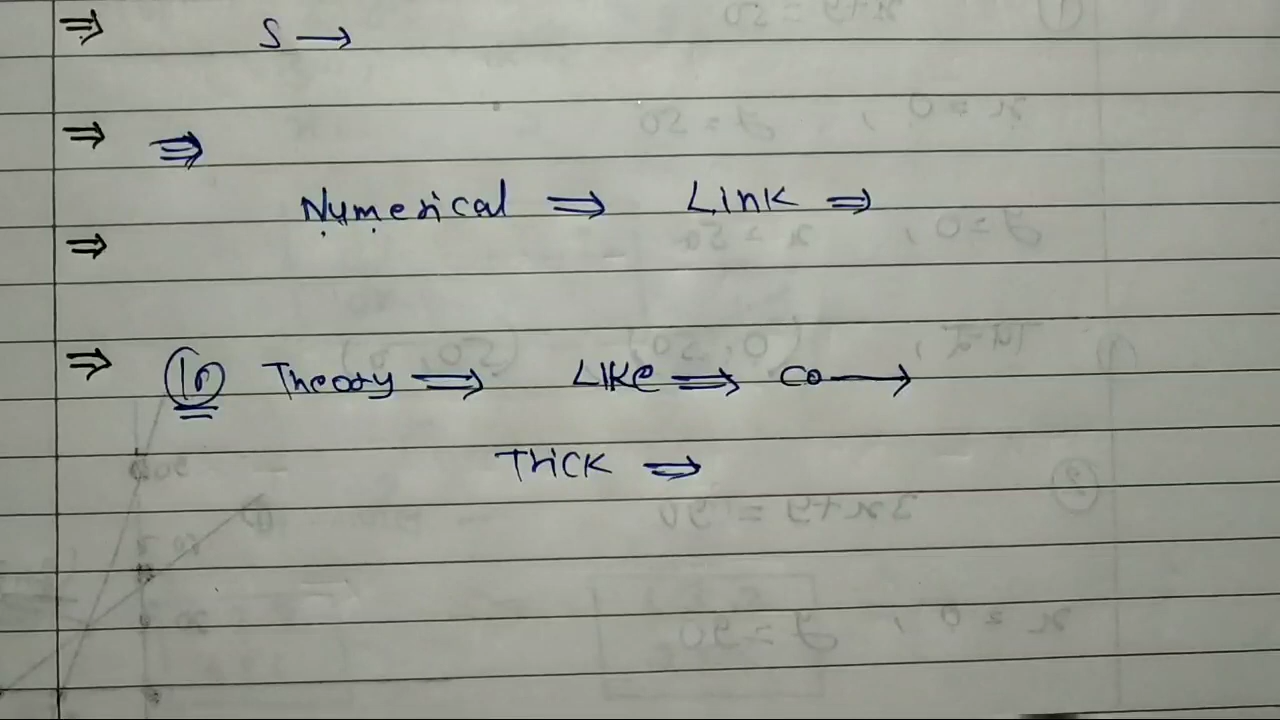 ⇒ S →
⇒ ⇒
Numerical ⇒ Link ⇒
⇒
⇒ 10 Theory ⇒ LIKe ⇒ co →
Trick ⇒